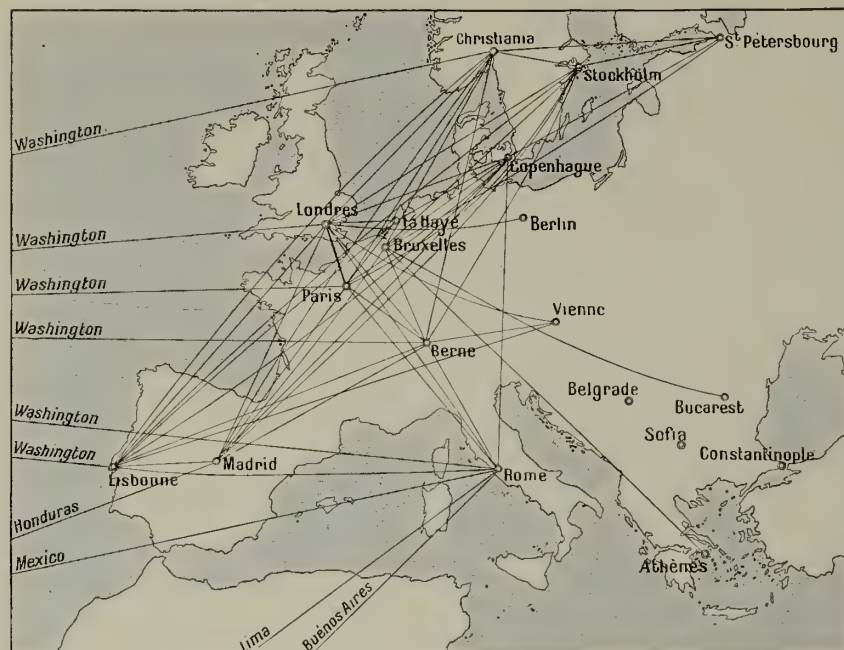 Christiania
St Petersbourg
Stockholm
Washington
Copenhague
Londres
La Haye
Berlin
Bruxelles
Washington
Washington
Paris
Vienne
Washington
Berne
Belgrade
Bucarest
Washington
Sofia
Washington
Constantinople
Lisbonne
Madrid
Rome
Honduras
Mexico
Athènes
Lima
Buénos Aires